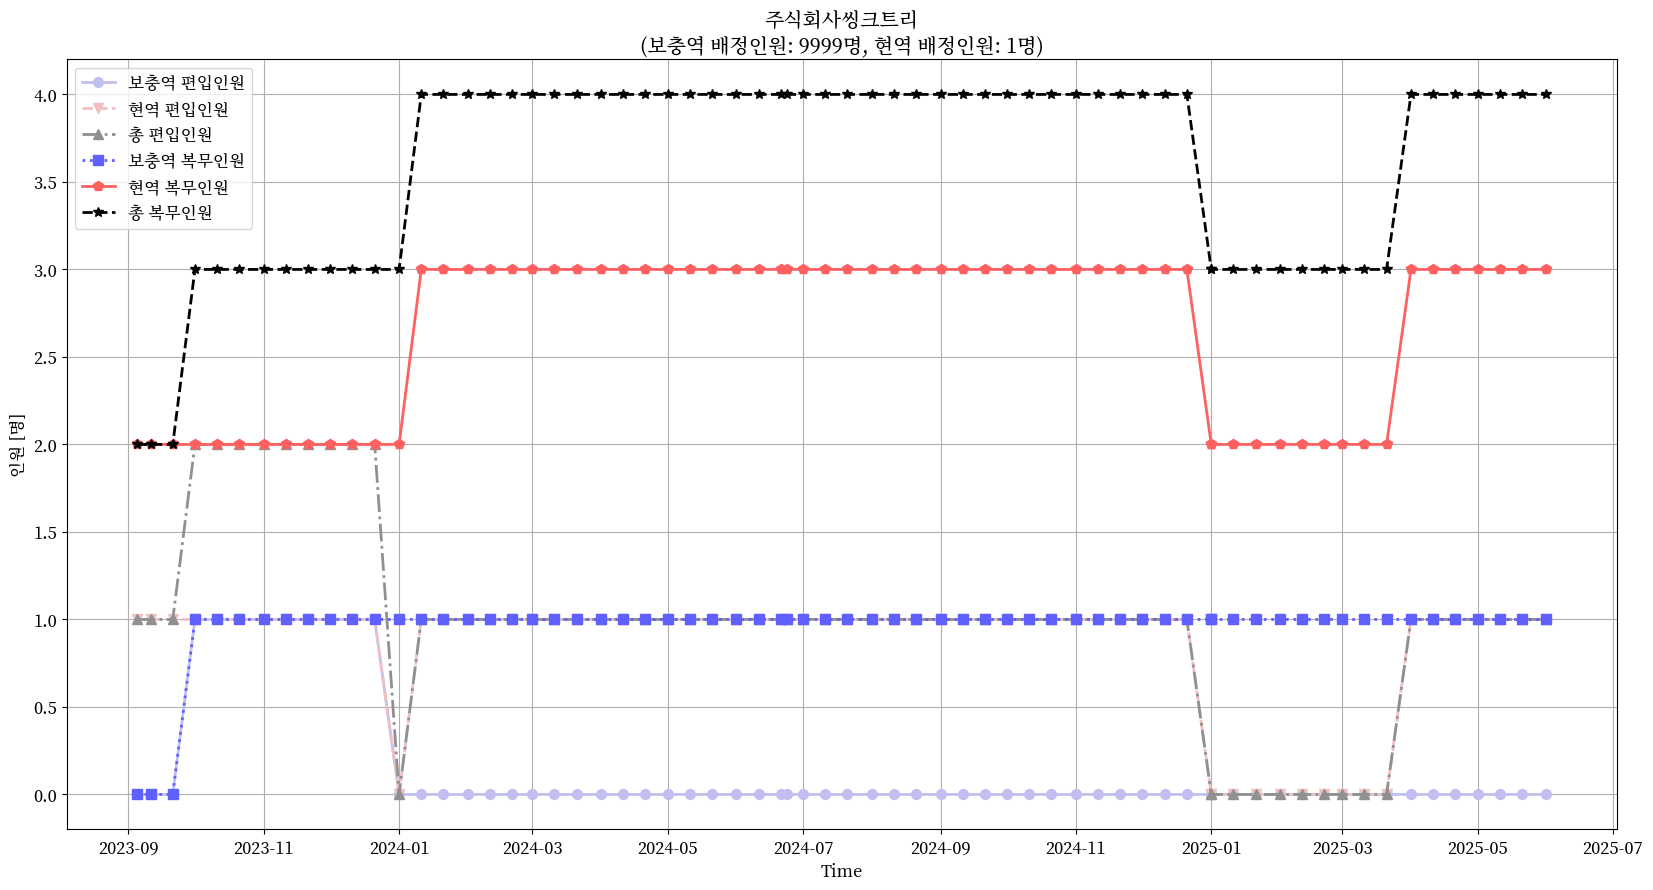 주식회사씽크트리
(보충역 배정인원: 9999명, 현역 배정인원: 1명)
보충역 편입인원
현역 편입인원
총 편입인원
보충역 복무인원
현역 복무인원
총 복무인원
4.0
3.5
3.0
2.5
2.0
1.5
1.0
0.5
0.0
인원 [명]
2023-09 2023-11 2024-01 2024-03 2024-05 2024-07 2024-09 2024-11 2025-01 2025-03 2025-05 2025-07
Time